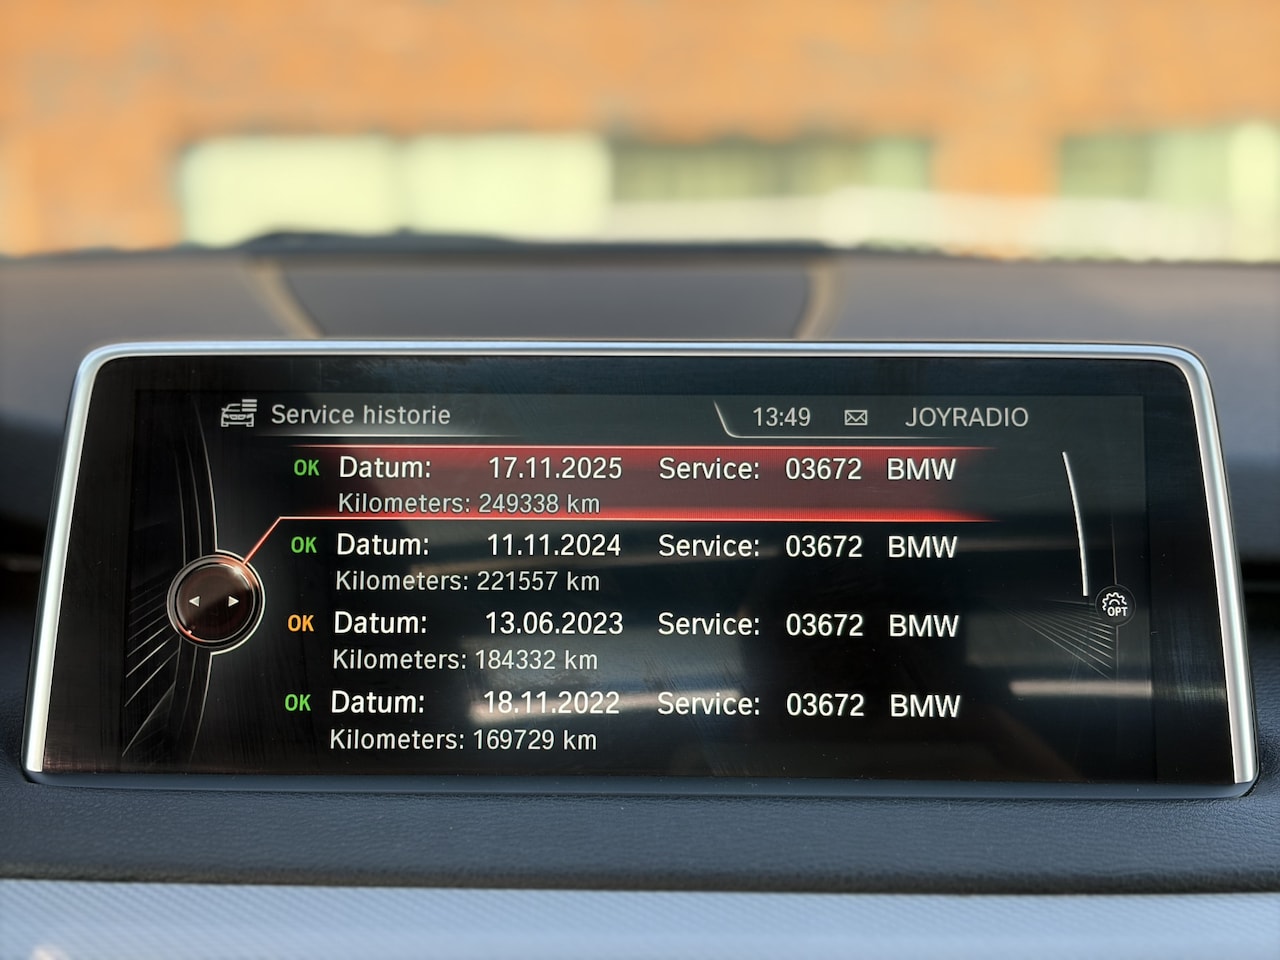 Service historie 13:49 JOYRADIO
OK Datum: 17.11.2025 Service: 03672 BMW
Kilometers: 249338 km
OK Datum: 11.11.2024 Service: 03672 BMW
Kilometers: 221557 km
OK Datum: 13.06.2023 Service: 03672 BMW
Kilometers: 184332 km
OK Datum: 18.11.2022 Service: 03672 BMW
Kilometers: 169729 km
OPT